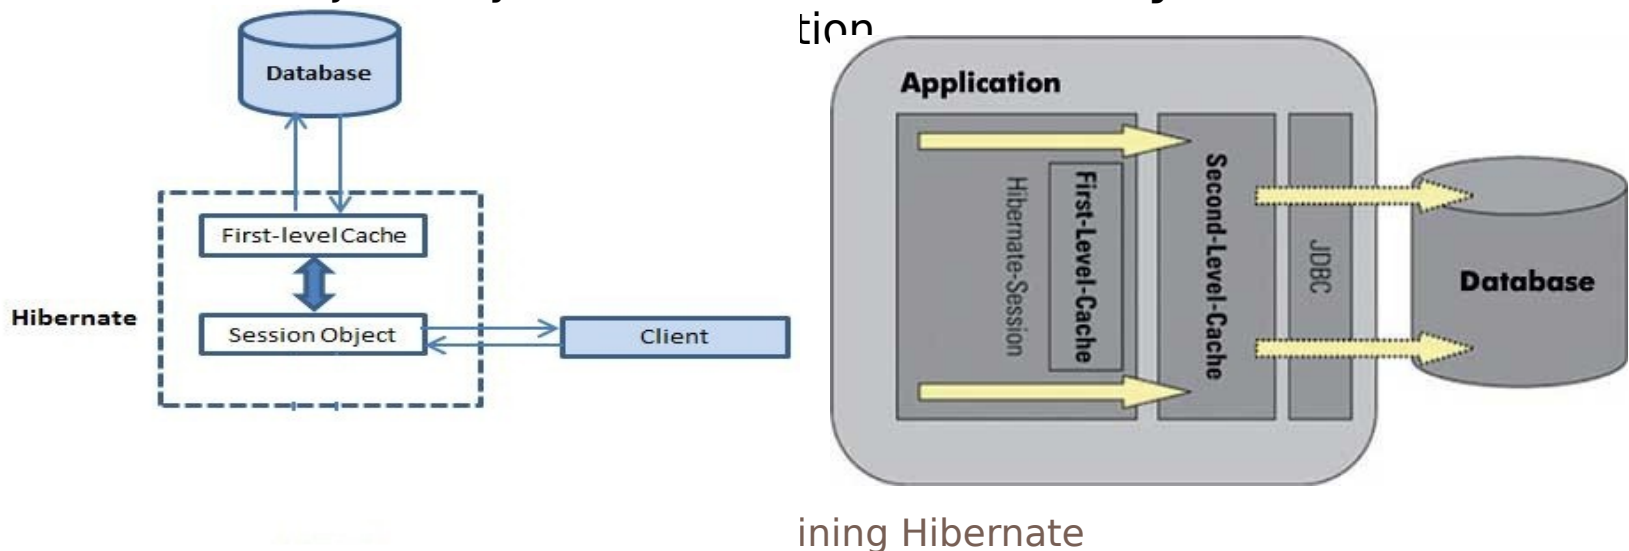 tion
Database
First-level Cache
Hibernate
Session Object
Client
Application
Hibernate-Session
First-Level-Cache
Second-Level-Cache
JDBC
Database
ining Hibernate